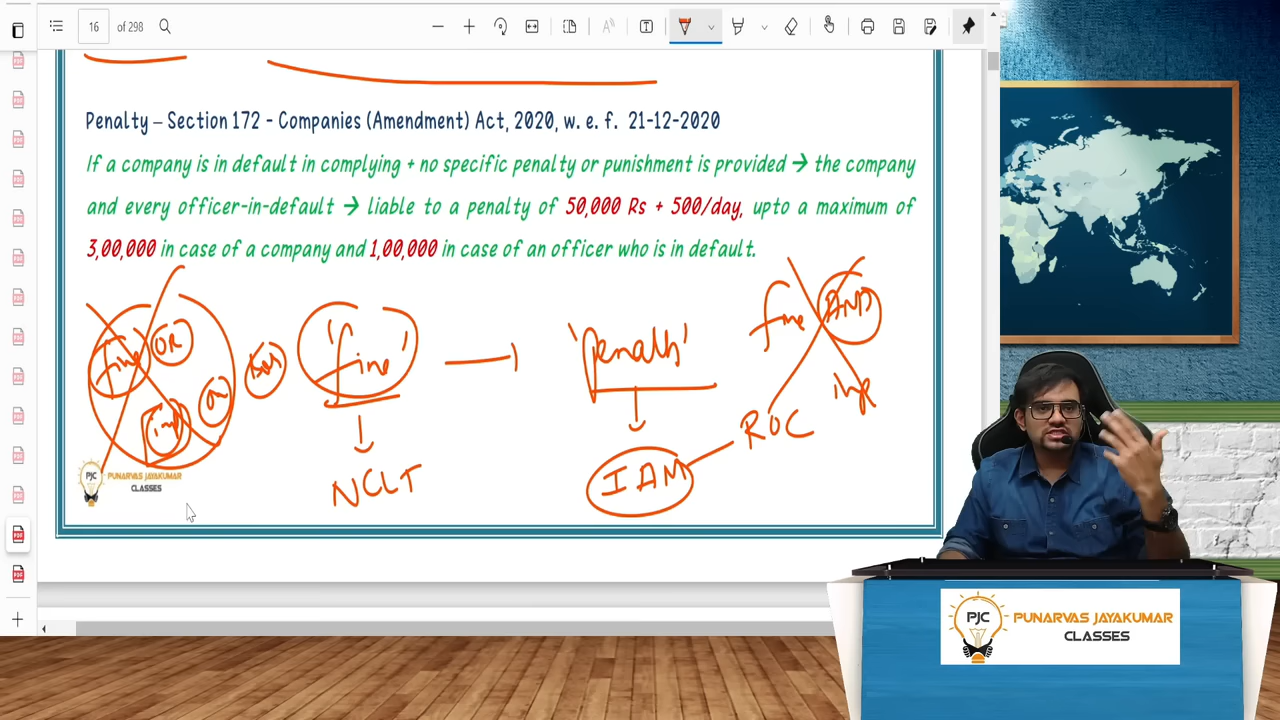 16 of 298
Penalty – Section 172 - Companies (Amendment) Act, 2020, w. e. f. 21-12-2020
If a company is in default in complying + no specific penalty or punishment is provided → the company
and every officer-in-default → liable to a penalty of 50,000 Rs + 500/day, upto a maximum of
3,00,000 in case of a company and 1,00,000 in case of an officer who is in default.
fine OR
'fine'
'penalty'
fine AND
ROC
NCLT
IAM
PJC PUNARVAS JAYAKUMAR
CLASSES
PJC PUNARVAS JAYAKUMAR
CLASSES